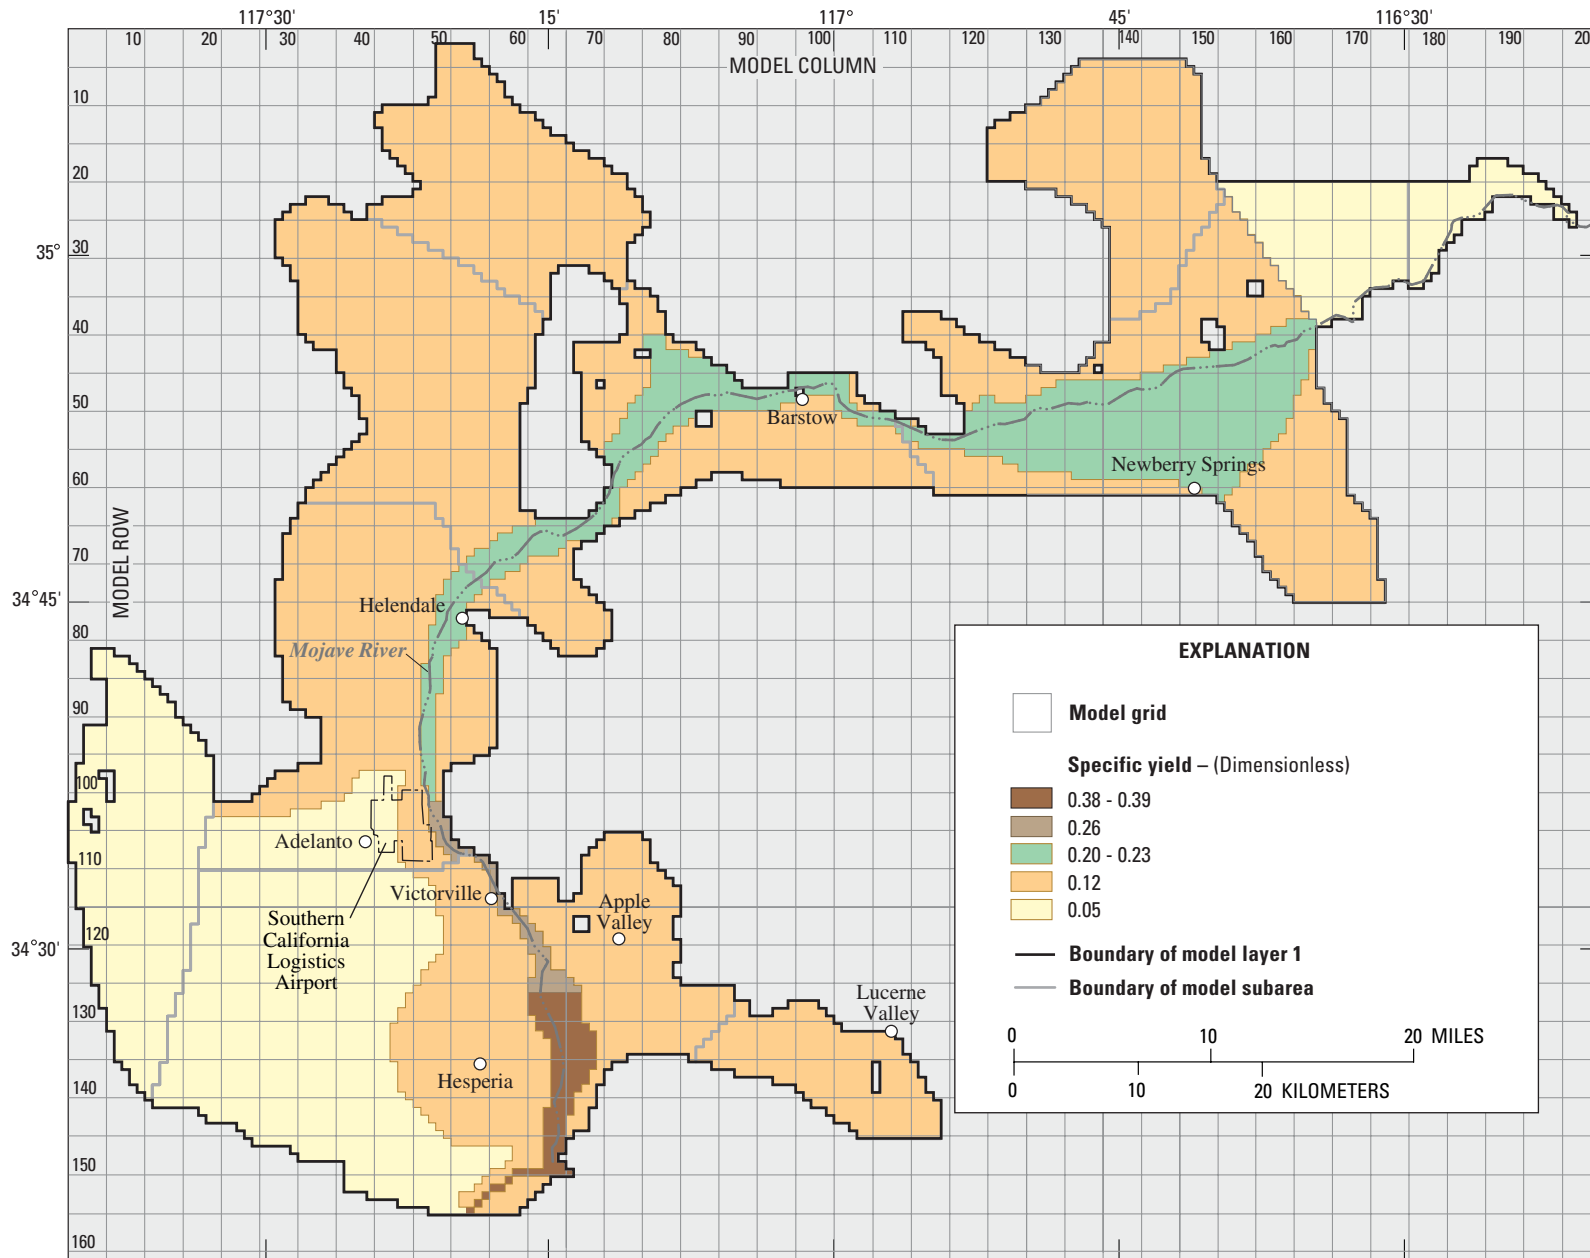 117°30' 15' 117° 45' 116°30'
10 20 30 40 50 60 70 80 90 100 110 120 130 140 150 160 170 180 190 20
MODEL COLUMN
10
20
35°
30
40
50
Barstow
Newberry Springs
60
MODEL ROW
70
34°45'
Helendale
80
Mojave River
90
100
Adelanto
110
Victorville
Southern
California
Logistics
Airport
Apple
Valley
120
34°30'
130
Lucerne
Valley
Hesperia
140
150
160
EXPLANATION
Model grid
Specific yield – (Dimensionless)
0.38 - 0.39
0.26
0.20 - 0.23
0.12
0.05
Boundary of model layer 1
Boundary of model subarea
0 10 20 MILES
0 10 20 KILOMETERS